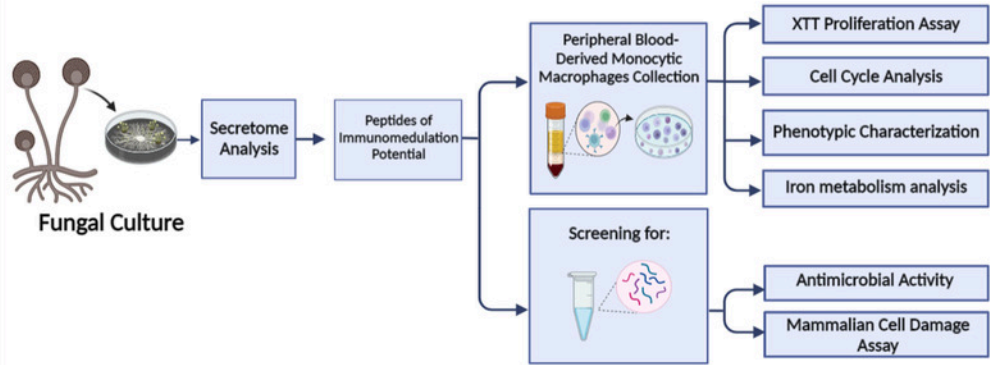 Fungal Culture
Secretome
Analysis
Peptides of
Immunomedulation
Potential
Peripheral Blood-
Derived Monocytic
Macrophages Collection
XTT Proliferation Assay
Cell Cycle Analysis
Phenotypic Characterization
Iron metabolism analysis
Screening for:
Antimicrobial Activity
Mammalian Cell Damage
Assay